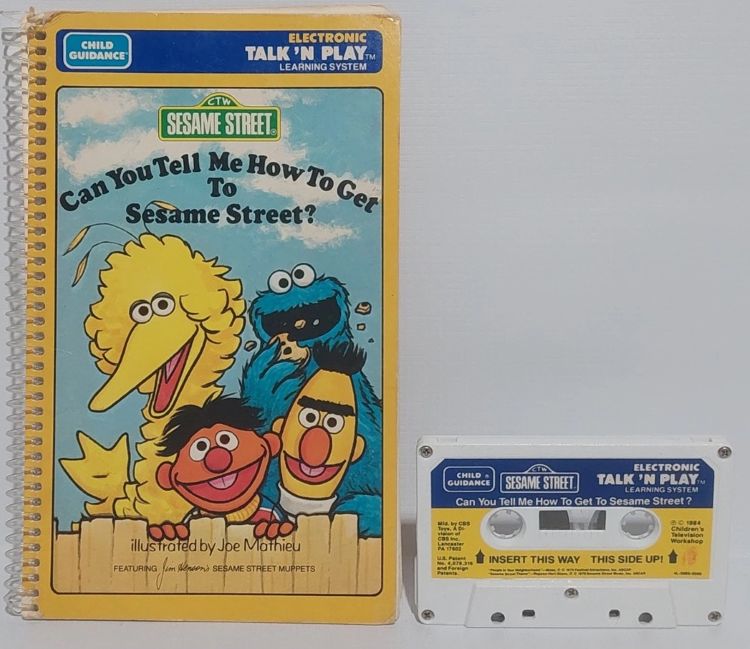 CHILD
GUIDANCE
ELECTRONIC
TALK 'N PLAY™
LEARNING SYSTEM
CTW
SESAME STREET®
Can You Tell Me How To Get
To
Sesame Street?
illustrated by Joe Mathieu
FEATURING Jim Henson's SESAME STREET MUPPETS
CHILD ®
GUIDANCE
CTW
SESAME STREET
ELECTRONIC
TALK 'N PLAY™
LEARNING SYSTEM
Can You Tell Me How To Get To Sesame Street?
Mfd. by CBS
Toys, A Di-
vision of
CBS Inc.
Lancaster
PA 17602
U.S. Patent
and Foreign
Patents.
℗ © 1984
Children's
Television
Workshop
INSERT THIS WAY THIS SIDE UP!